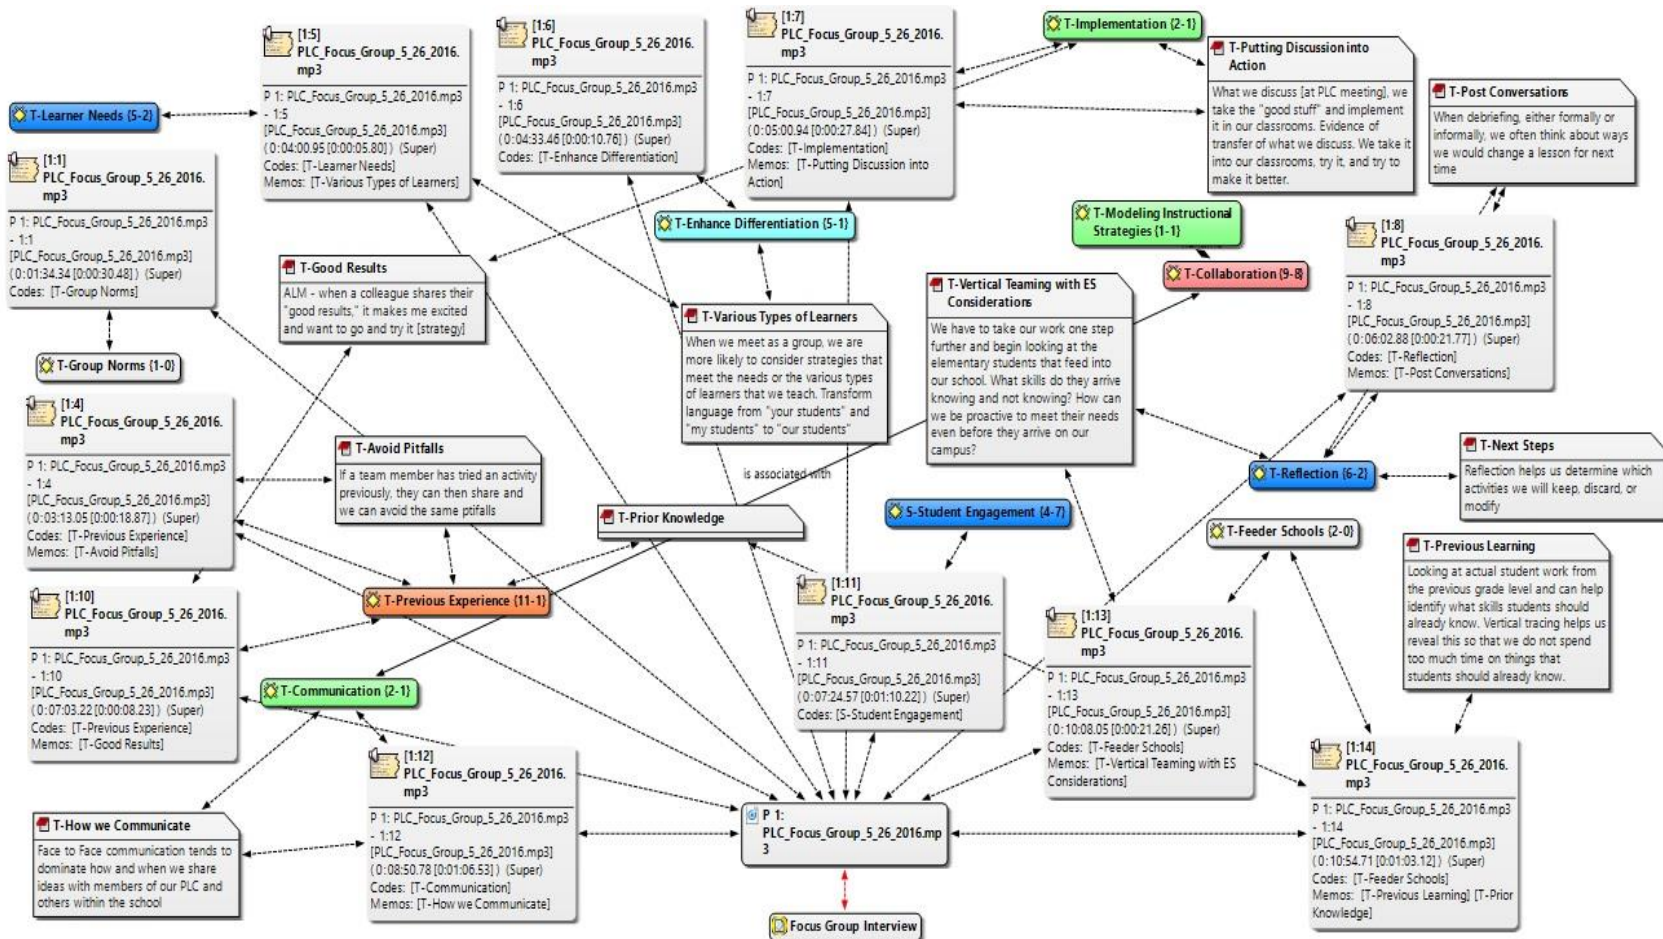 [1:5]
PLC_Focus_Group_5_26_2016.
mp3
P 1: PLC_Focus_Group_5_26_2016.mp3
- 1:5
[PLC_Focus_Group_5_26_2016.mp3]
(0:04:00.95 [0:00:05.80]) (Super)
Codes: [T-Learner Needs]
Memos: [T-Various Types of Learners]
[1:6]
PLC_Focus_Group_5_26_2016.
mp3
P 1: PLC_Focus_Group_5_26_2016.mp3
- 1:6
[PLC_Focus_Group_5_26_2016.mp3]
(0:04:33.46 [0:00:10.76]) (Super)
Codes: [T-Enhance Differentiation]
[1:7]
PLC_Focus_Group_5_26_2016.
mp3
P 1: PLC_Focus_Group_5_26_2016.mp3
- 1:7
[PLC_Focus_Group_5_26_2016.mp3]
(0:05:00.94 [0:00:27.84]) (Super)
Codes: [T-Implementation]
Memos: [T-Putting Discussion into
Action]
T-Implementation {2-1}
T-Putting Discussion into
Action
What we discuss [at PLC meeting], we
take the "good stuff" and implement
it in our classrooms. Evidence of
transfer of what we discuss. We take it
into our classrooms, try it, and try to
make it better.
T-Post Conversations
When debriefing, either formally or
informally, we often think about ways
we would change a lesson for next
time
T-Learner Needs {5-2}
[1:1]
PLC_Focus_Group_5_26_2016.
mp3
P 1: PLC_Focus_Group_5_26_2016.mp3
- 1:1
[PLC_Focus_Group_5_26_2016.mp3]
(0:01:34.34 [0:00:30.48]) (Super)
Codes: [T-Group Norms]
T-Enhance Differentiation {5-1}
T-Modeling Instructional
Strategies {1-1}
T-Collaboration {9-8}
[1:8]
PLC_Focus_Group_5_26_2016.
mp3
P 1: PLC_Focus_Group_5_26_2016.mp3
- 1:8
[PLC_Focus_Group_5_26_2016.mp3]
(0:06:02.88 [0:00:21.77]) (Super)
Codes: [T-Reflection]
Memos: [T-Post Conversations]
T-Good Results
ALM - when a colleague shares their
"good results," it makes me excited
and want to go and try it [strategy]
T-Various Types of Learners
When we meet as a group, we are
more likely to consider strategies that
meet the needs or the various types
of learners that we teach. Transform
language from "your students" and
"my students" to "our students"
T-Vertical Teaming with ES
Considerations
We have to take our work one step
further and begin looking at the
elementary students that feed into
our school. What skills do they arrive
knowing and not knowing? How can
we be proactive to meet their needs
even before they arrive on our
campus?
T-Group Norms {1-0}
[1:4]
PLC_Focus_Group_5_26_2016.
mp3
P 1: PLC_Focus_Group_5_26_2016.mp3
- 1:4
[PLC_Focus_Group_5_26_2016.mp3]
(0:03:13.05 [0:00:18.87]) (Super)
Codes: [T-Previous Experience]
Memos: [T-Avoid Pitfalls]
T-Avoid Pitfalls
If a team member has tried an activity
previously, they can then share and
we can avoid the same ptifalls
is associated with
T-Reflection {6-2}
T-Next Steps
Reflection helps us determine which
activities we will keep, discard, or
modify
T-Prior Knowledge
S-Student Engagement {4-7}
T-Feeder Schools {2-0}
T-Previous Learning
Looking at actual student work from
the previous grade level and can help
identify what skills students should
already know. Vertical tracing helps us
reveal this so that we do not spend
too much time on things that
students should already know.
[1:10]
PLC_Focus_Group_5_26_2016.
mp3
P 1: PLC_Focus_Group_5_26_2016.mp3
- 1:10
[PLC_Focus_Group_5_26_2016.mp3]
(0:07:03.22 [0:00:08.23]) (Super)
Codes: [T-Previous Experience]
Memos: [T-Good Results]
T-Previous Experience {11-1}
[1:11]
PLC_Focus_Group_5_26_2016.
mp3
P 1: PLC_Focus_Group_5_26_2016.mp3
- 1:11
[PLC_Focus_Group_5_26_2016.mp3]
(0:07:24.57 [0:01:10.22]) (Super)
Codes: [S-Student Engagement]
[1:13]
PLC_Focus_Group_5_26_2016.
mp3
P 1: PLC_Focus_Group_5_26_2016.mp3
- 1:13
[PLC_Focus_Group_5_26_2016.mp3]
(0:10:08.05 [0:00:21.26]) (Super)
Codes: [T-Feeder Schools]
Memos: [T-Vertical Teaming with ES
Considerations]
T-Communication {2-1}
[1:12]
PLC_Focus_Group_5_26_2016.
mp3
P 1: PLC_Focus_Group_5_26_2016.mp3
- 1:12
[PLC_Focus_Group_5_26_2016.mp3]
(0:08:50.78 [0:01:06.53]) (Super)
Codes: [T-Communication]
Memos: [T-How we Communicate]
[1:14]
PLC_Focus_Group_5_26_2016.
mp3
P 1: PLC_Focus_Group_5_26_2016.mp3
- 1:14
[PLC_Focus_Group_5_26_2016.mp3]
(0:10:54.71 [0:01:03.12]) (Super)
Codes: [T-Feeder Schools]
Memos: [T-Previous Learning] [T-Prior
Knowledge]
T-How we Communicate
Face to Face communication tends to
dominate how and when we share
ideas with members of our PLC and
others within the school
P 1:
PLC_Focus_Group_5_26_2016.mp
3
Focus Group Interview